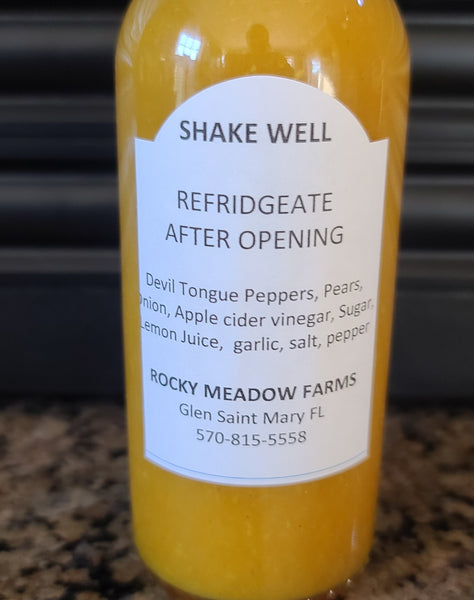 SHAKE WELL
REFRIDGEATE
AFTER OPENING
Devil Tongue Peppers, Pears,
Onion, Apple cider vinegar, Sugar,
Lemon Juice, garlic, salt, pepper
ROCKY MEADOW FARMS
Glen Saint Mary FL
570-815-5558